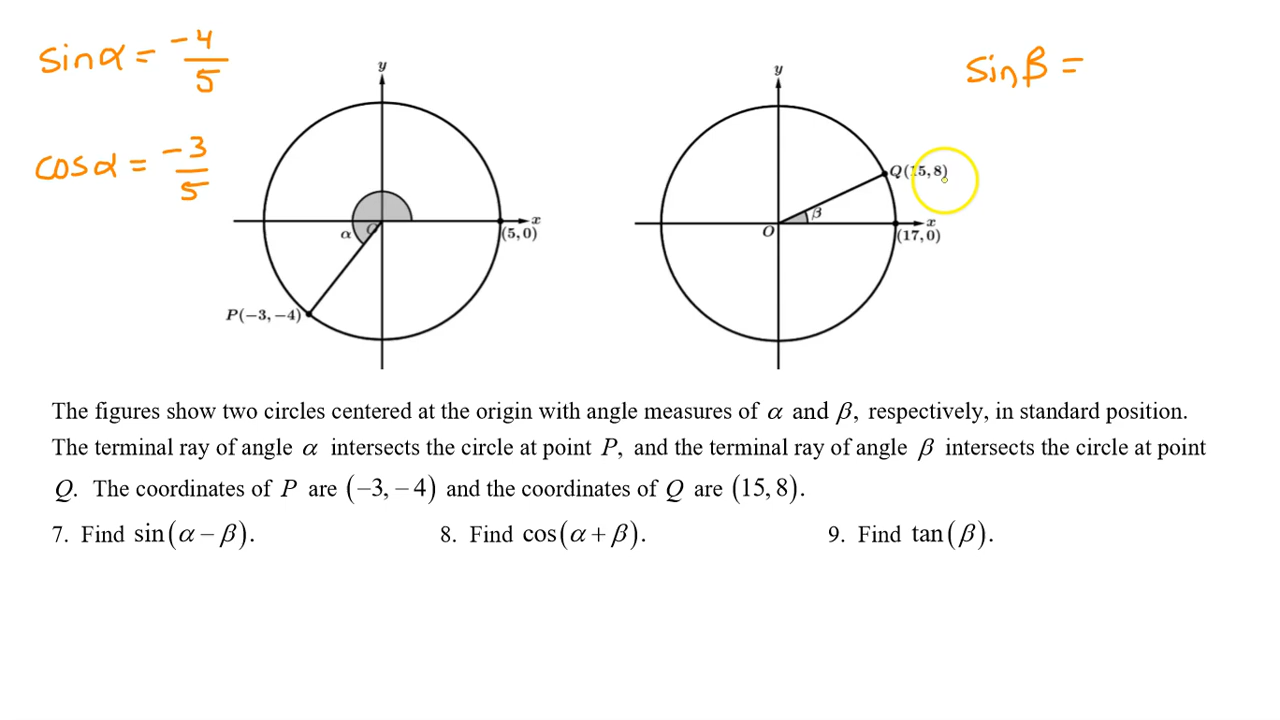 sinα = -4/5
cosα = -3/5
y
x
O
α
(5, 0)
P(−3, −4)
y
x
O
β
Q(15, 8)
(17, 0)
sinβ =
The figures show two circles centered at the origin with angle measures of α and β, respectively, in standard position.
The terminal ray of angle α intersects the circle at point P, and the terminal ray of angle β intersects the circle at point
Q. The coordinates of P are (−3, −4) and the coordinates of Q are (15, 8).
7. Find sin(α − β). 8. Find cos(α + β). 9. Find tan(β).